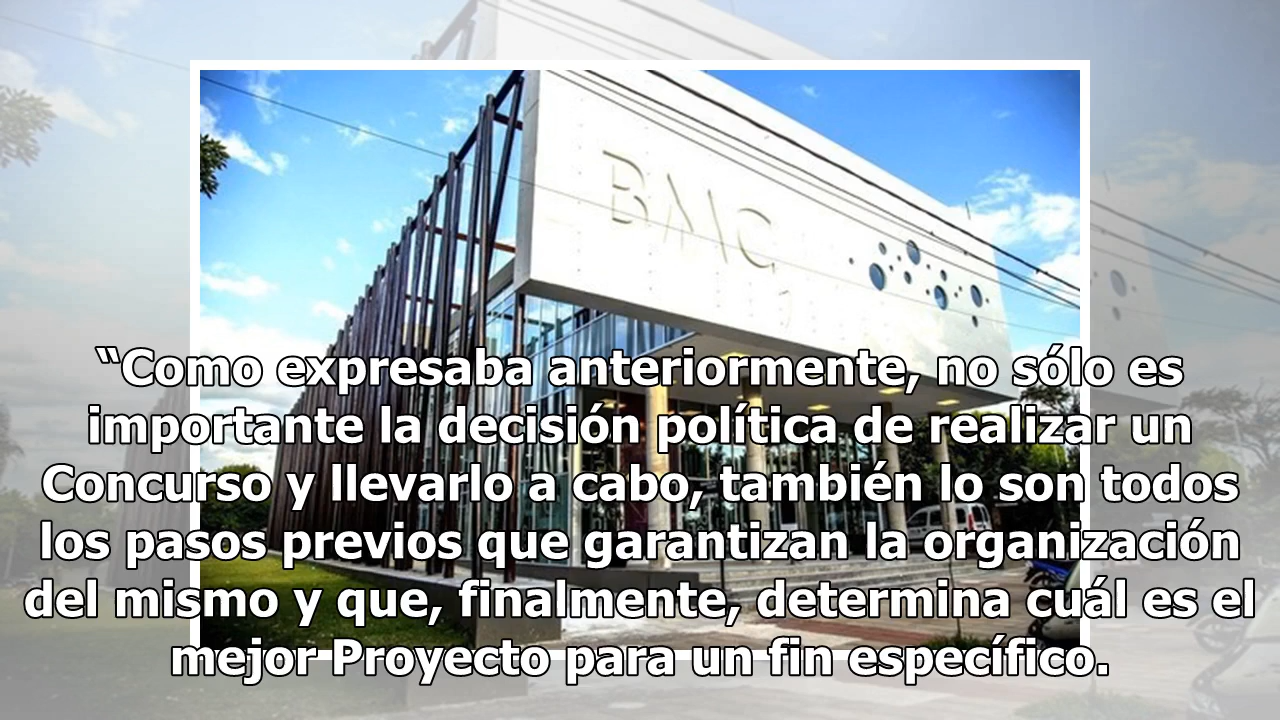 BMG
“Como expresaba anteriormente, no sólo es
importante la decisión política de realizar un
Concurso y llevarlo a cabo, también lo son todos
los pasos previos que garantizan la organización
del mismo y que, finalmente, determina cuál es el
mejor Proyecto para un fin específico.